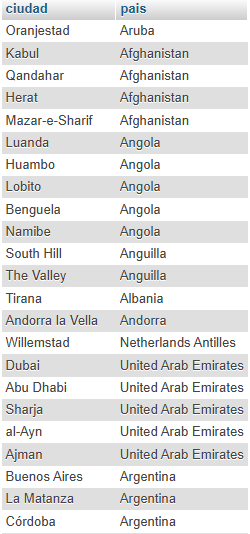 ciudad pais
Oranjestad Aruba
Kabul Afghanistan
Qandahar Afghanistan
Herat Afghanistan
Mazar-e-Sharif Afghanistan
Luanda Angola
Huambo Angola
Lobito Angola
Benguela Angola
Namibe Angola
South Hill Anguilla
The Valley Anguilla
Tirana Albania
Andorra la Vella Andorra
Willemstad Netherlands Antilles
Dubai United Arab Emirates
Abu Dhabi United Arab Emirates
Sharja United Arab Emirates
al-Ayn United Arab Emirates
Ajman United Arab Emirates
Buenos Aires Argentina
La Matanza Argentina
Córdoba Argentina